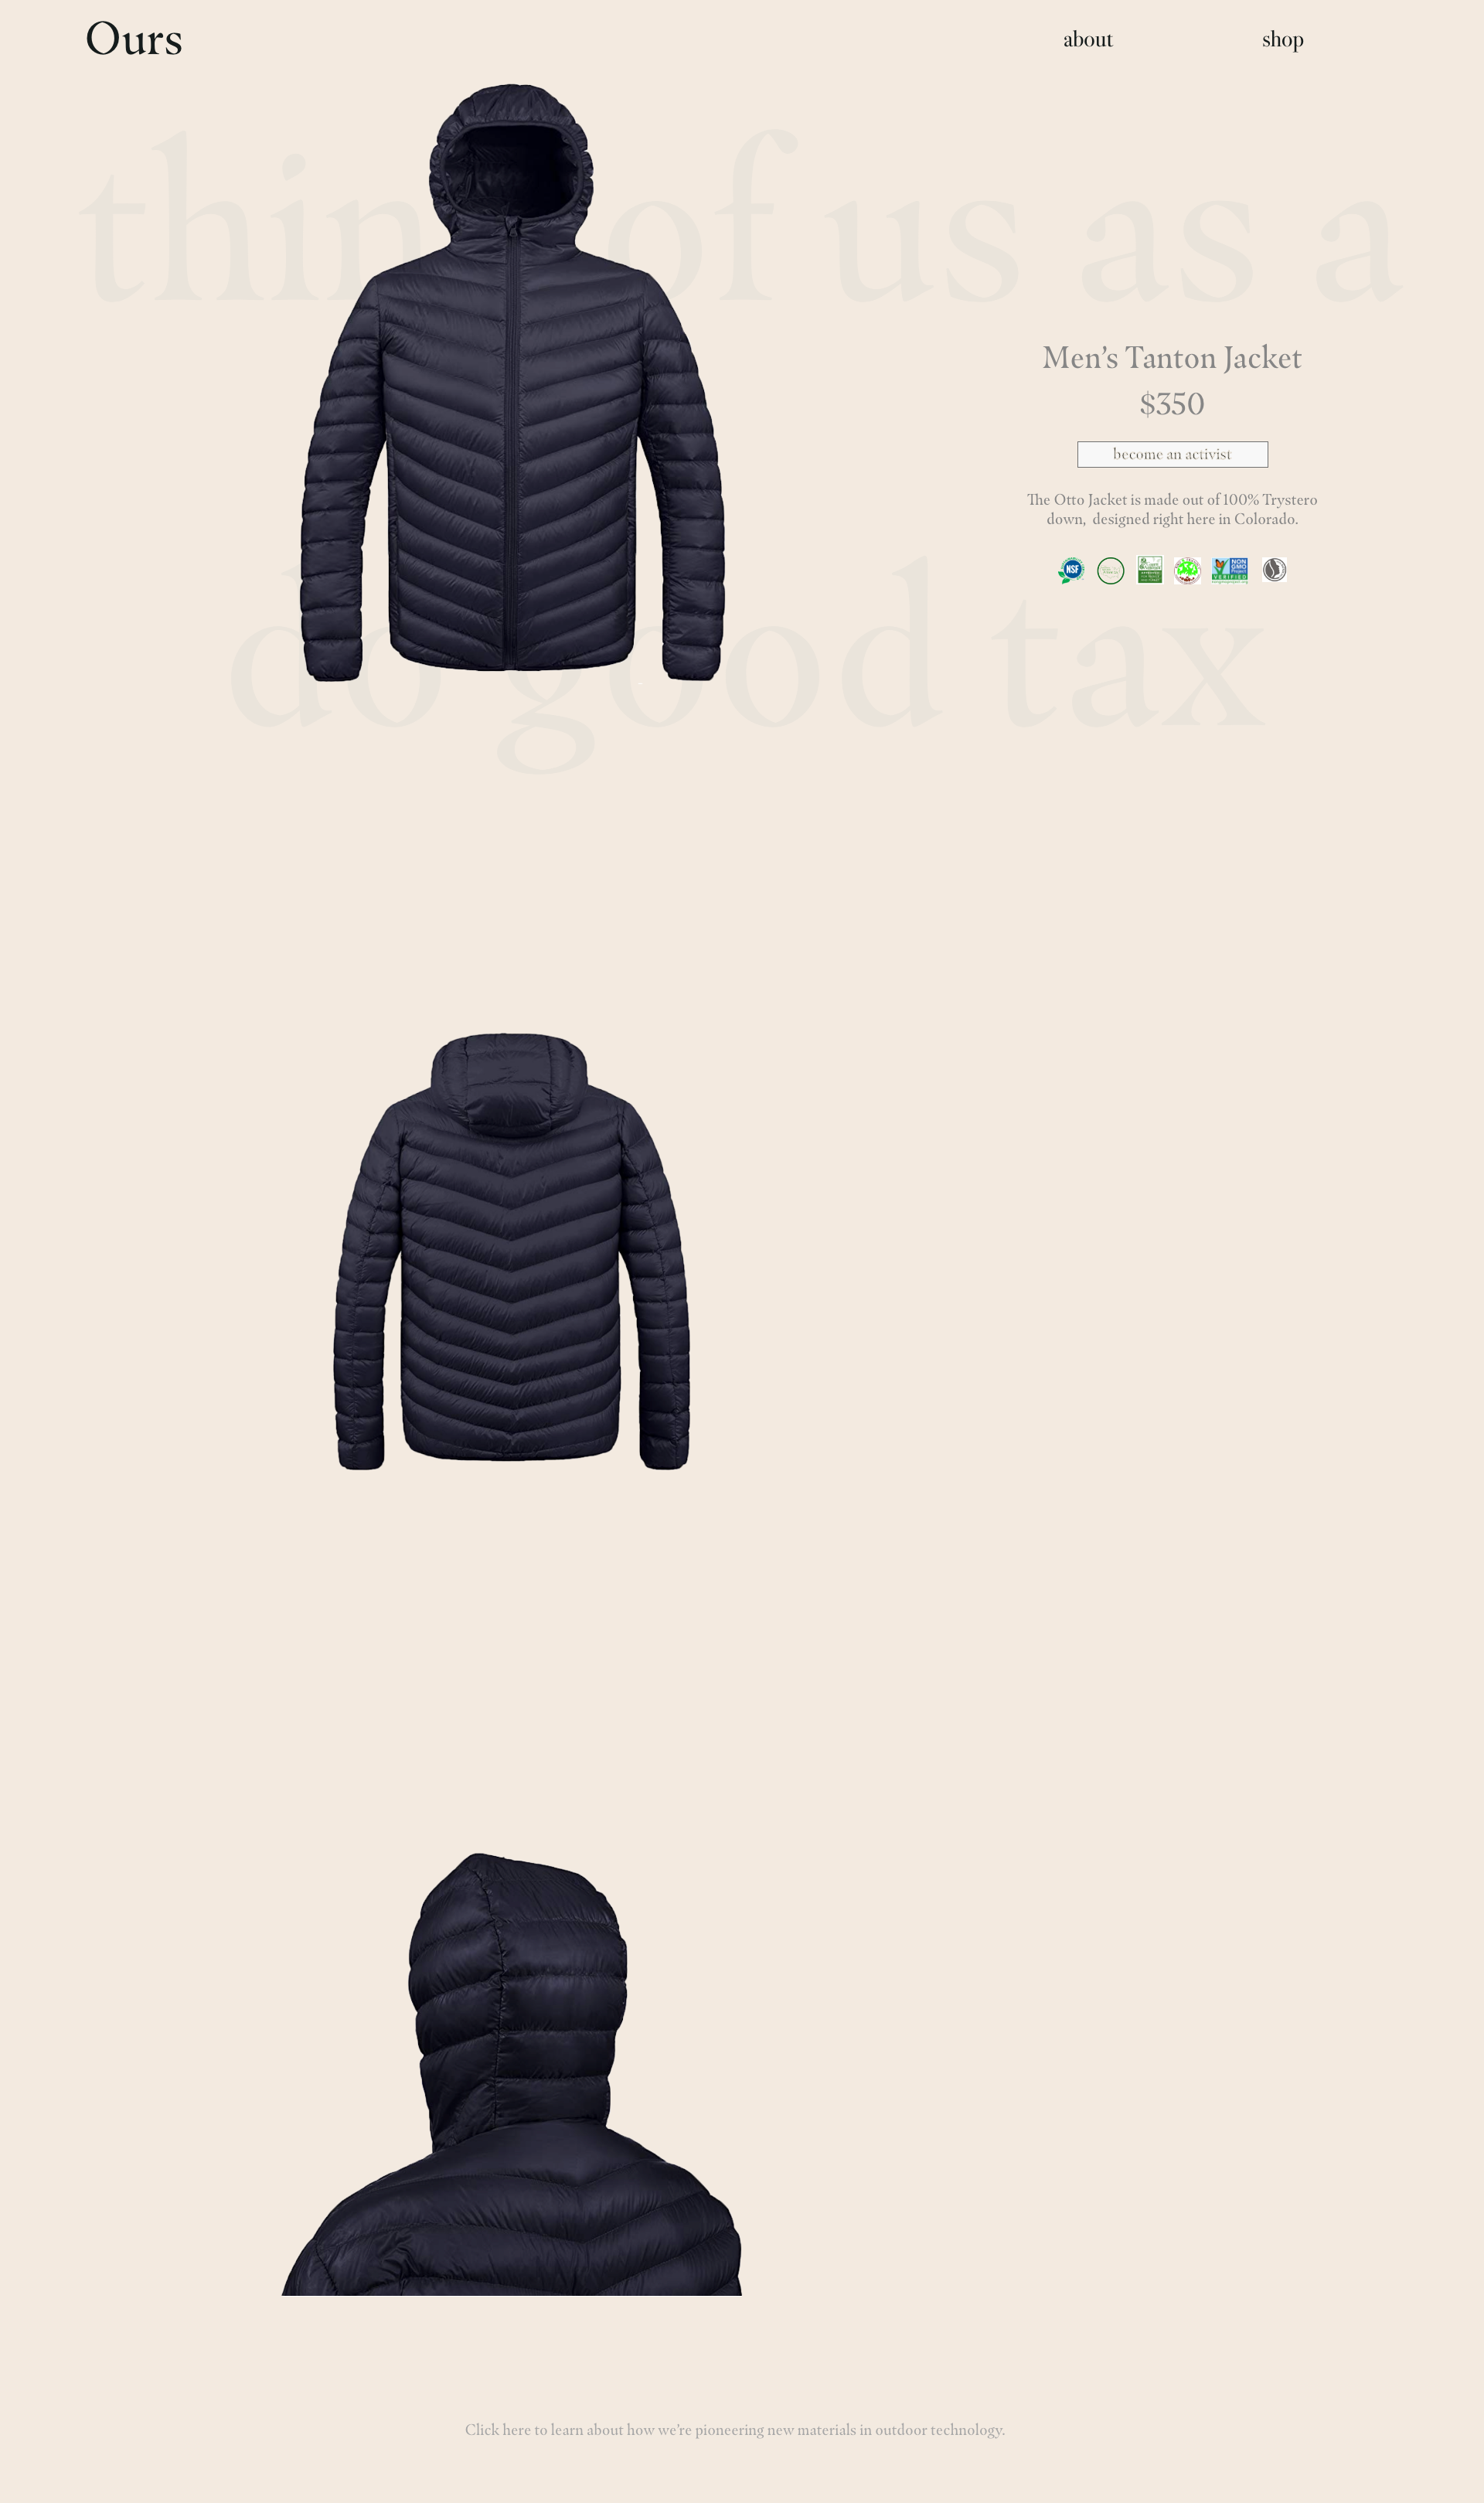 Ours
about
shop
think of us as a
Men’s Tanton Jacket
$350
become an activist
The Otto Jacket is made out of 100% Trystero
down, designed right here in Colorado.
NSF
NON
GMO
Project
VERIFIED
do good tax
Click here to learn about how we’re pioneering new materials in outdoor technology.